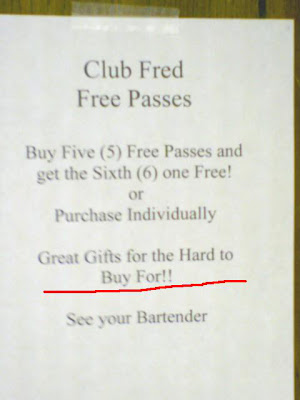 Club Fred
Free Passes
Buy Five (5) Free Passes and
get the Sixth (6) one Free!
or
Purchase Individually
Great Gifts for the Hard to
Buy For!!
See your Bartender